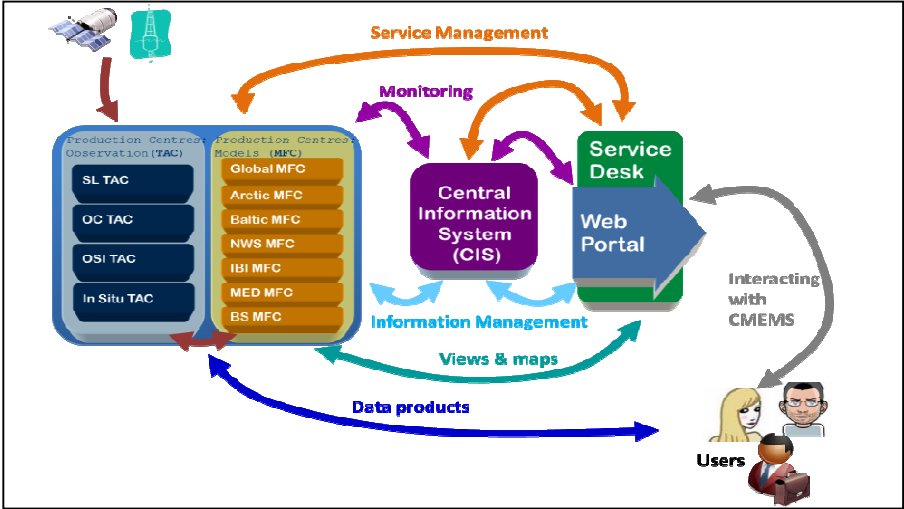 Service Management
Monitoring
Production Centres:
Observation(TAC)
SL TAC
OC TAC
OSI TAC
In Situ TAC
Production Centres:
Models (MFC)
Global MFC
Arctic MFC
Baltic MFC
NWS MFC
IBI MFC
MED MFC
BS MFC
Central
Information
System
(CIS)
Service
Desk
Web
Portal
Interacting
with
CMEMS
Information Management
Views & maps
Data products
Users